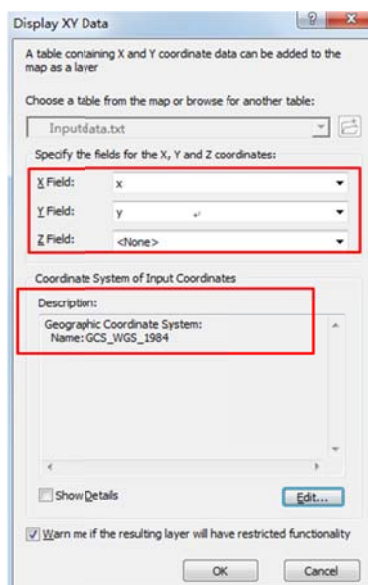 Display XY Data
A table containing X and Y coordinate data can be added to the
map as a layer
Choose a table from the map or browse for another table:
Inputdata.txt
Specify the fields for the X, Y and Z coordinates:
X Field: x
Y Field: y
Z Field: <None>
Coordinate System of Input Coordinates
Description:
Geographic Coordinate System:
Name: GCS_WGS_1984
Show Details
Edit...
Warn me if the resulting layer will have restricted functionality
OK Cancel